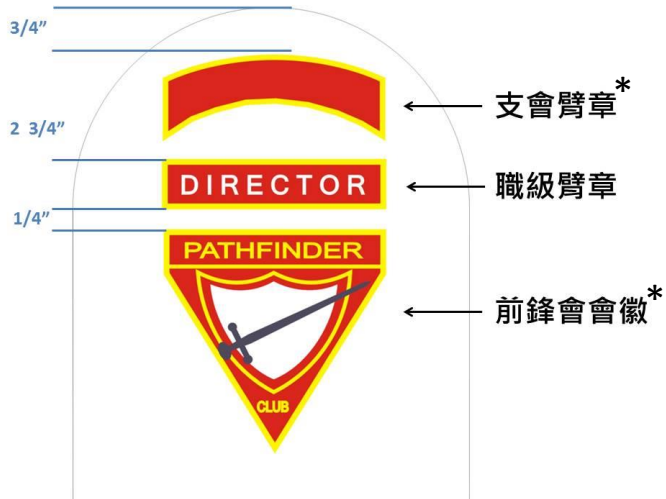 3/4”
支會臂章*
2 3/4”
DIRECTOR
職級臂章
1/4”
PATHFINDER
前鋒會會徽*
CLUB